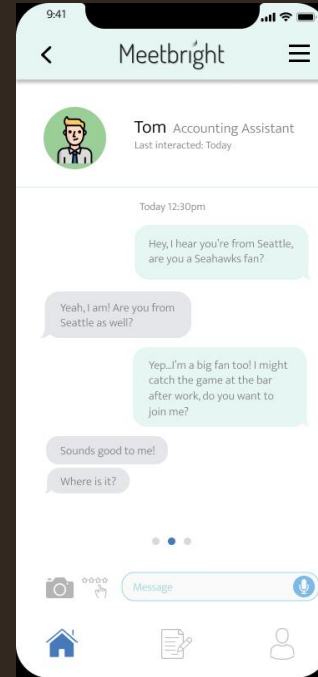 9:41
Meetbright
Tom Accounting Assistant
Last interacted: Today
Today 12:30pm
Hey, I hear you're from Seattle,
are you a Seahawks fan?
Yeah, I am! Are you from
Seattle as well?
Yep...I'm a big fan too! I might
catch the game at the bar
after work, do you want to
join me?
Sounds good to me!
Where is it?
Message